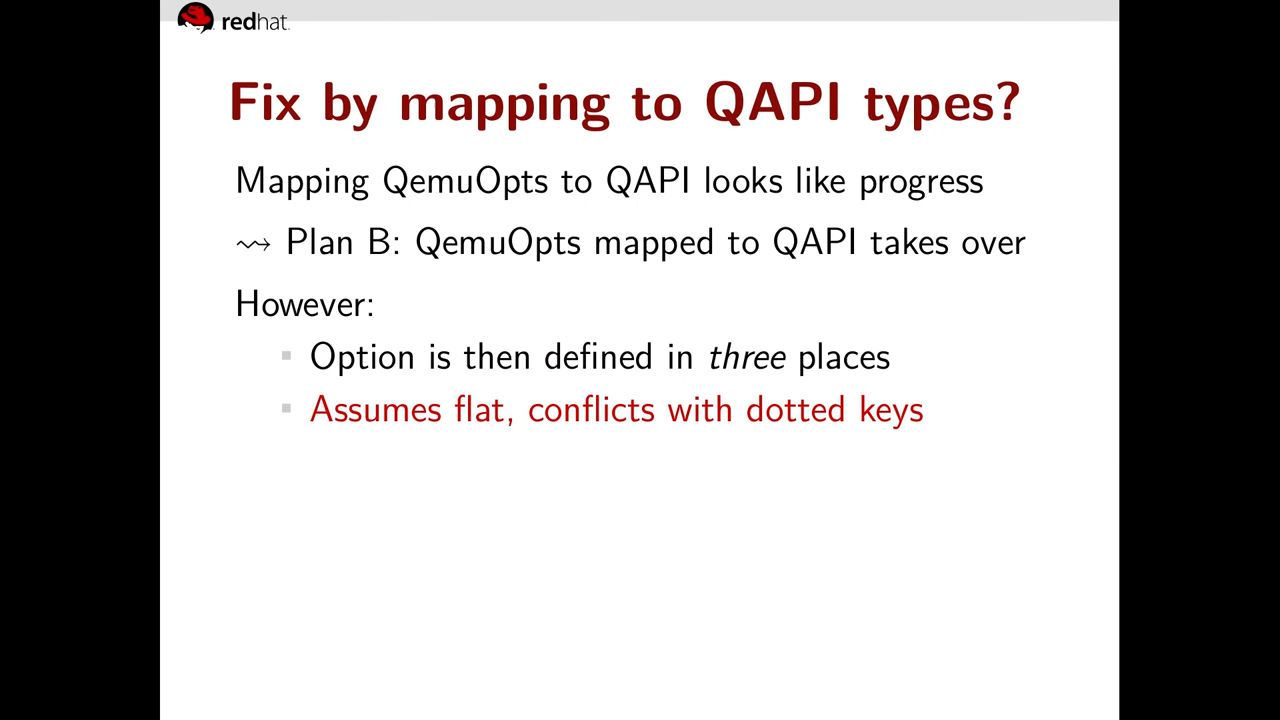 redhat.
Fix by mapping to QAPI types?
Mapping QemuOpts to QAPI looks like progress
⇝ Plan B: QemuOpts mapped to QAPI takes over
However:
▪ Option is then defined in three places
▪ Assumes flat, conflicts with dotted keys